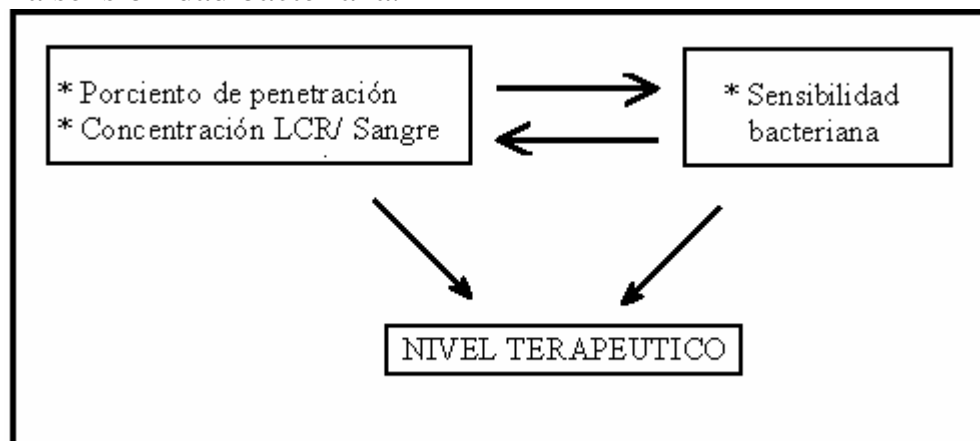 * Porciento de penetración
* Concentración LCR/ Sangre
* Sensibilidad
bacteriana
NIVEL TERAPEUTICO